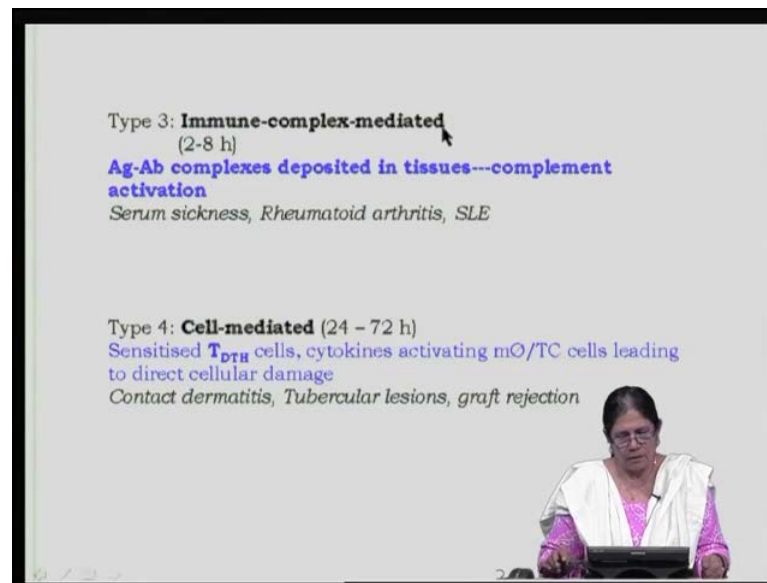 Type 3: Immune-complex-mediated
(2-8 h)
Ag-Ab complexes deposited in tissues---complement
activation
Serum sickness, Rheumatoid arthritis, SLE
Type 4: Cell-mediated (24 – 72 h)
Sensitised TDTH cells, cytokines activating mØ/TC cells leading
to direct cellular damage
Contact dermatitis, Tubercular lesions, graft rejection